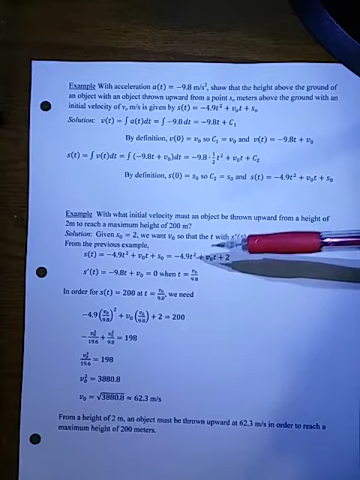 Example With acceleration a(t) = −9.8 m/s², show that the height above the ground of
an object with an object thrown upward from a point s₀ meters above the ground with an
initial velocity of v₀ m/s is given by s(t) = −4.9t² + v₀t + s₀
Solution: v(t) = ∫ a(t)dt = ∫ −9.8 dt = −9.8t + C₁
By definition, v(0) = v₀ so C₁ = v₀ and v(t) = −9.8t + v₀
s(t) = ∫ v(t)dt = ∫ (−9.8t + v₀)dt = −9.8 · ½t² + v₀t + C₂
By definition, s(0) = s₀ so C₂ = s₀ and s(t) = −4.9t² + v₀t + s₀
Example With what initial velocity must an object be thrown upward from a height of
2m to reach a maximum height of 200 m?
Solution: Given s₀ = 2, we want v₀ so that the t with
From the previous example,
s(t) = −4.9t² + v₀t + s₀ = −4.9t² + v₀t + 2
s′(t) = −9.8t + v₀ = 0 when t = v₀/9.8
In order for s(t) = 200 at t = v₀/9.8, we need
−4.9(v₀/9.8)² + v₀(v₀/9.8) + 2 = 200
−v₀²/19.6 + v₀²/9.8 = 198
v₀²/19.6 = 198
v₀² = 3880.8
v₀ = √3880.8 ≈ 62.3 m/s
From a height of 2 m, an object must be thrown upward at 62.3 m/s in order to reach a
maximum height of 200 meters.